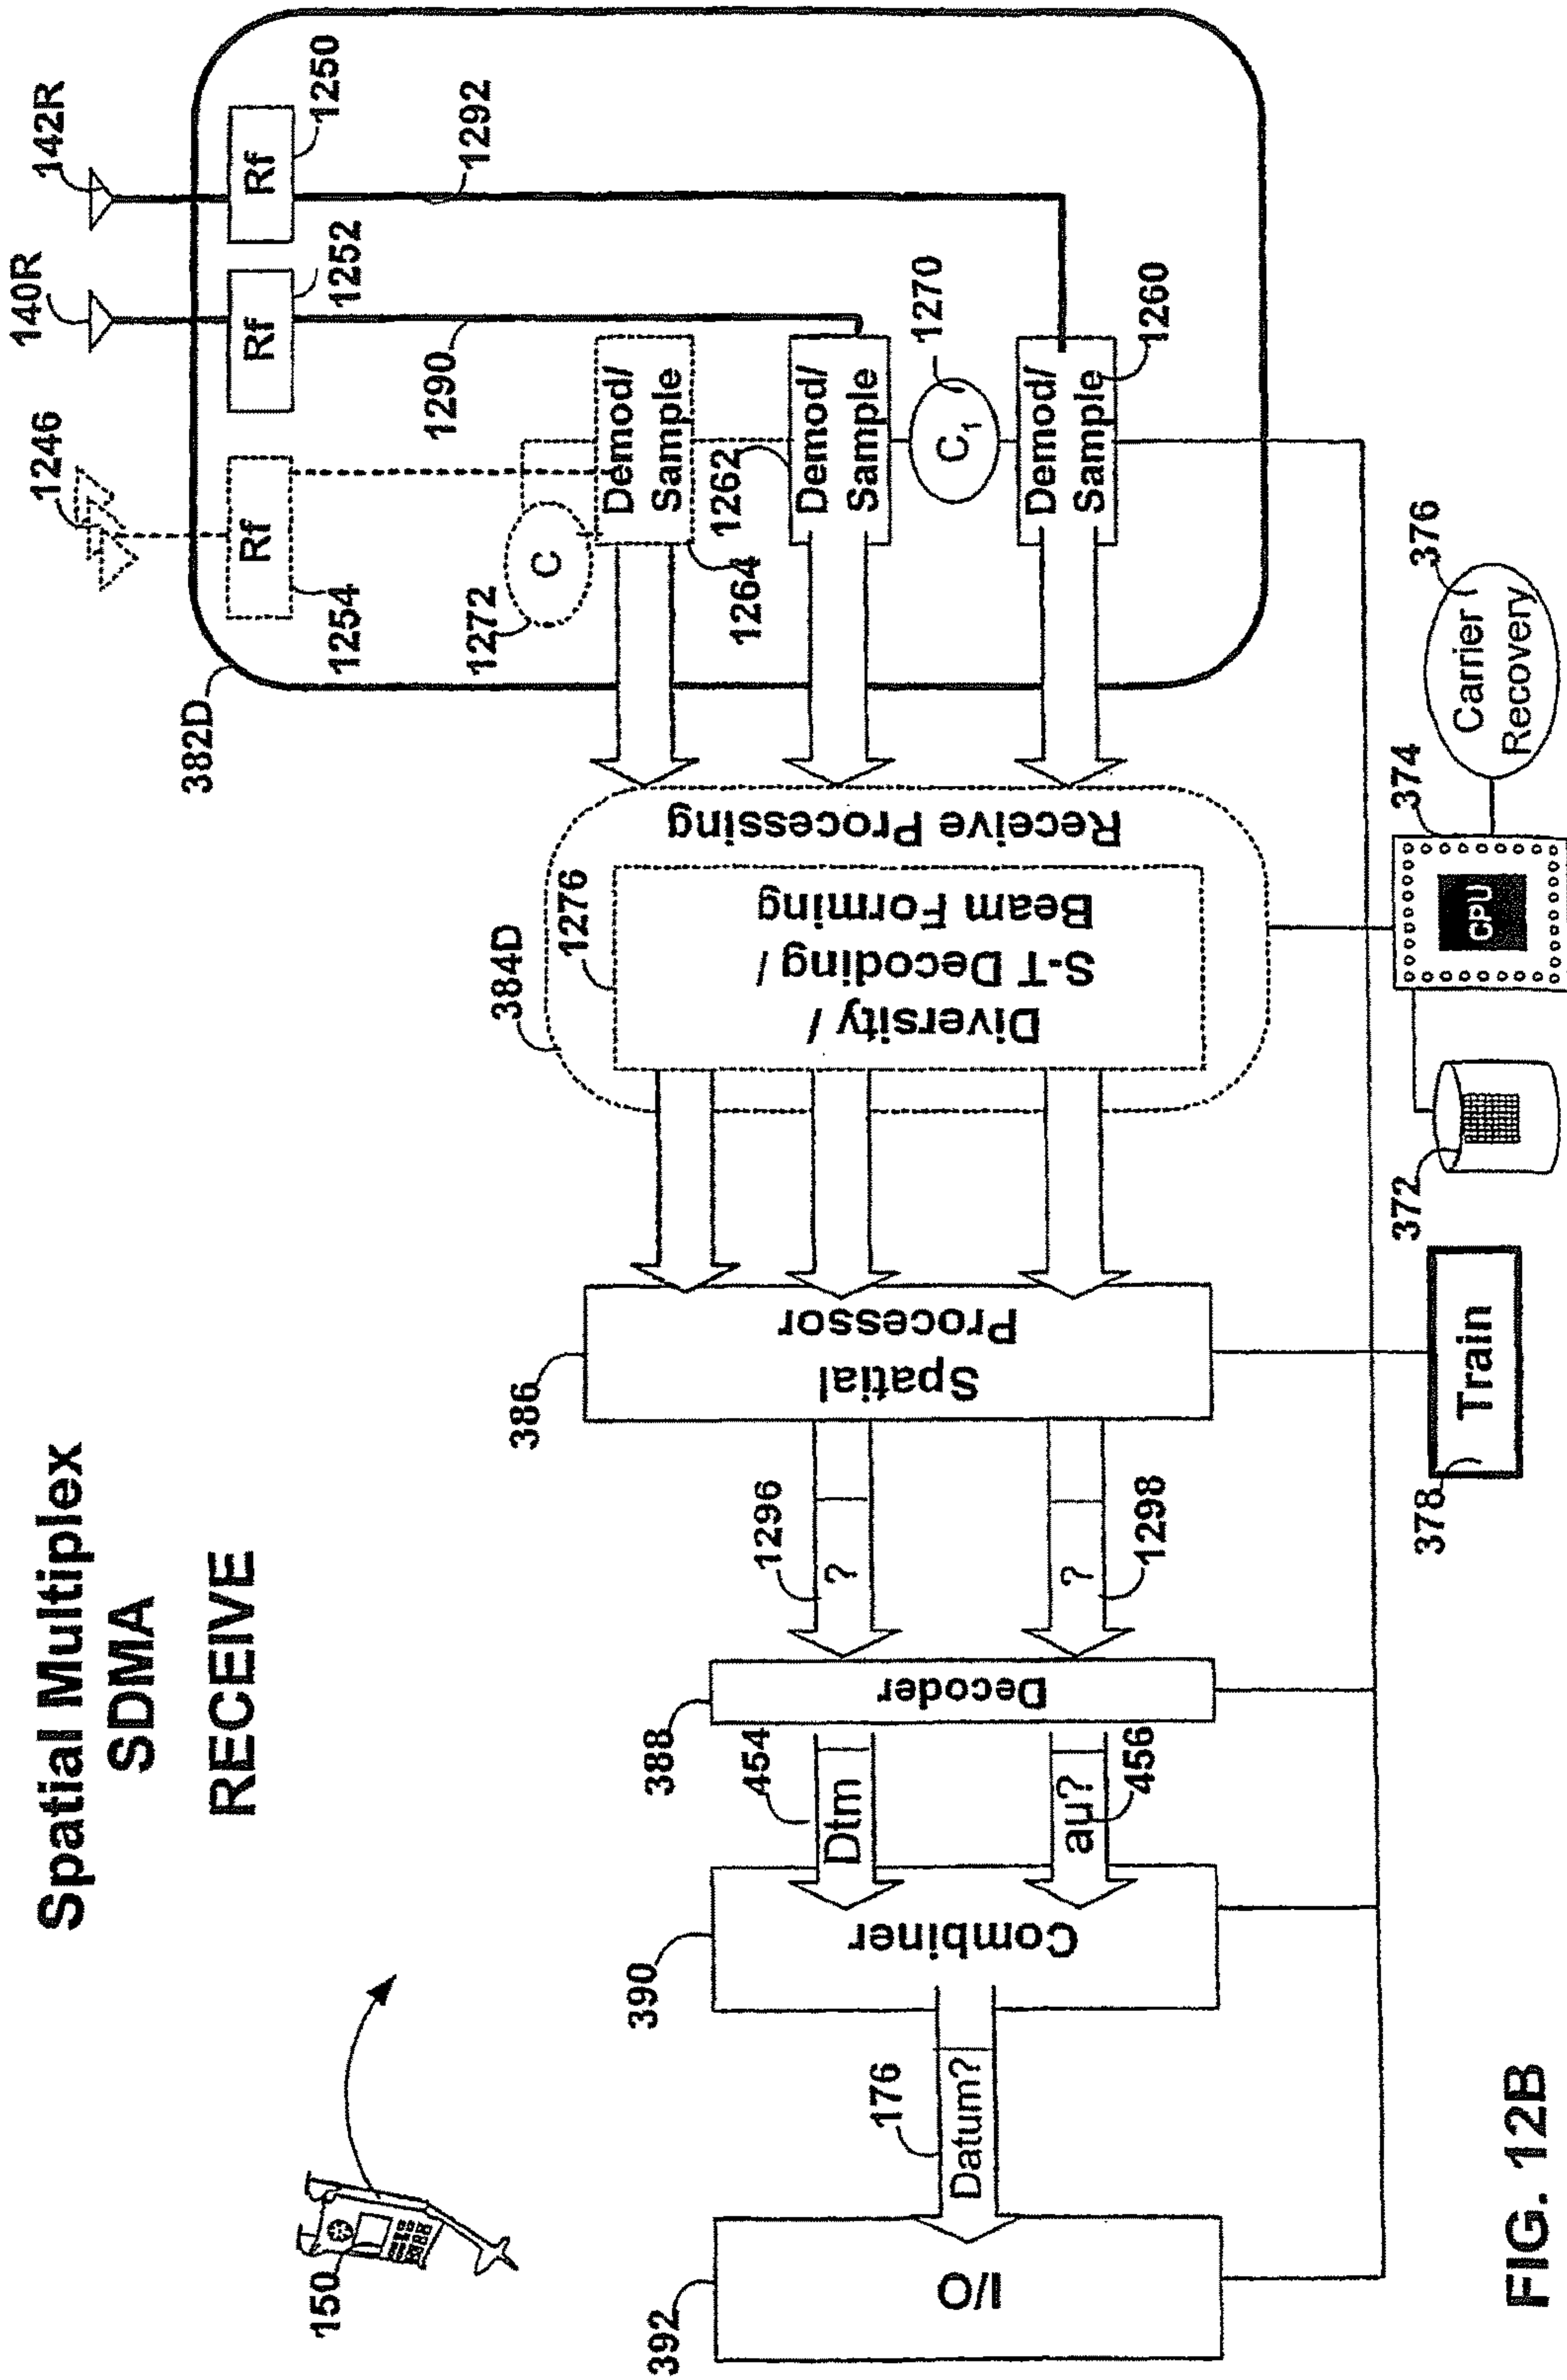 Spatial Multiplex
SDMA
RECEIVE
150
392
I/O
176
Datum?
390
Combiner
454
Dtm
456
aµ?
388
Decoder
1296
?
1298
?
386
Spatial
Processor
384D
1276
Diversity /
S-T Decoding /
Beam Forming
Receive Processing
382D
1246
140R
142R
1254
Rf
1252
Rf
1250
Rf
1290
1292
1272
C
1264
Demod/
Sample
1262
Demod/
Sample
1270
C1
1260
Demod/
Sample
378
Train
372
374
CPU
376
Carrier
Recovery
FIG. 12B